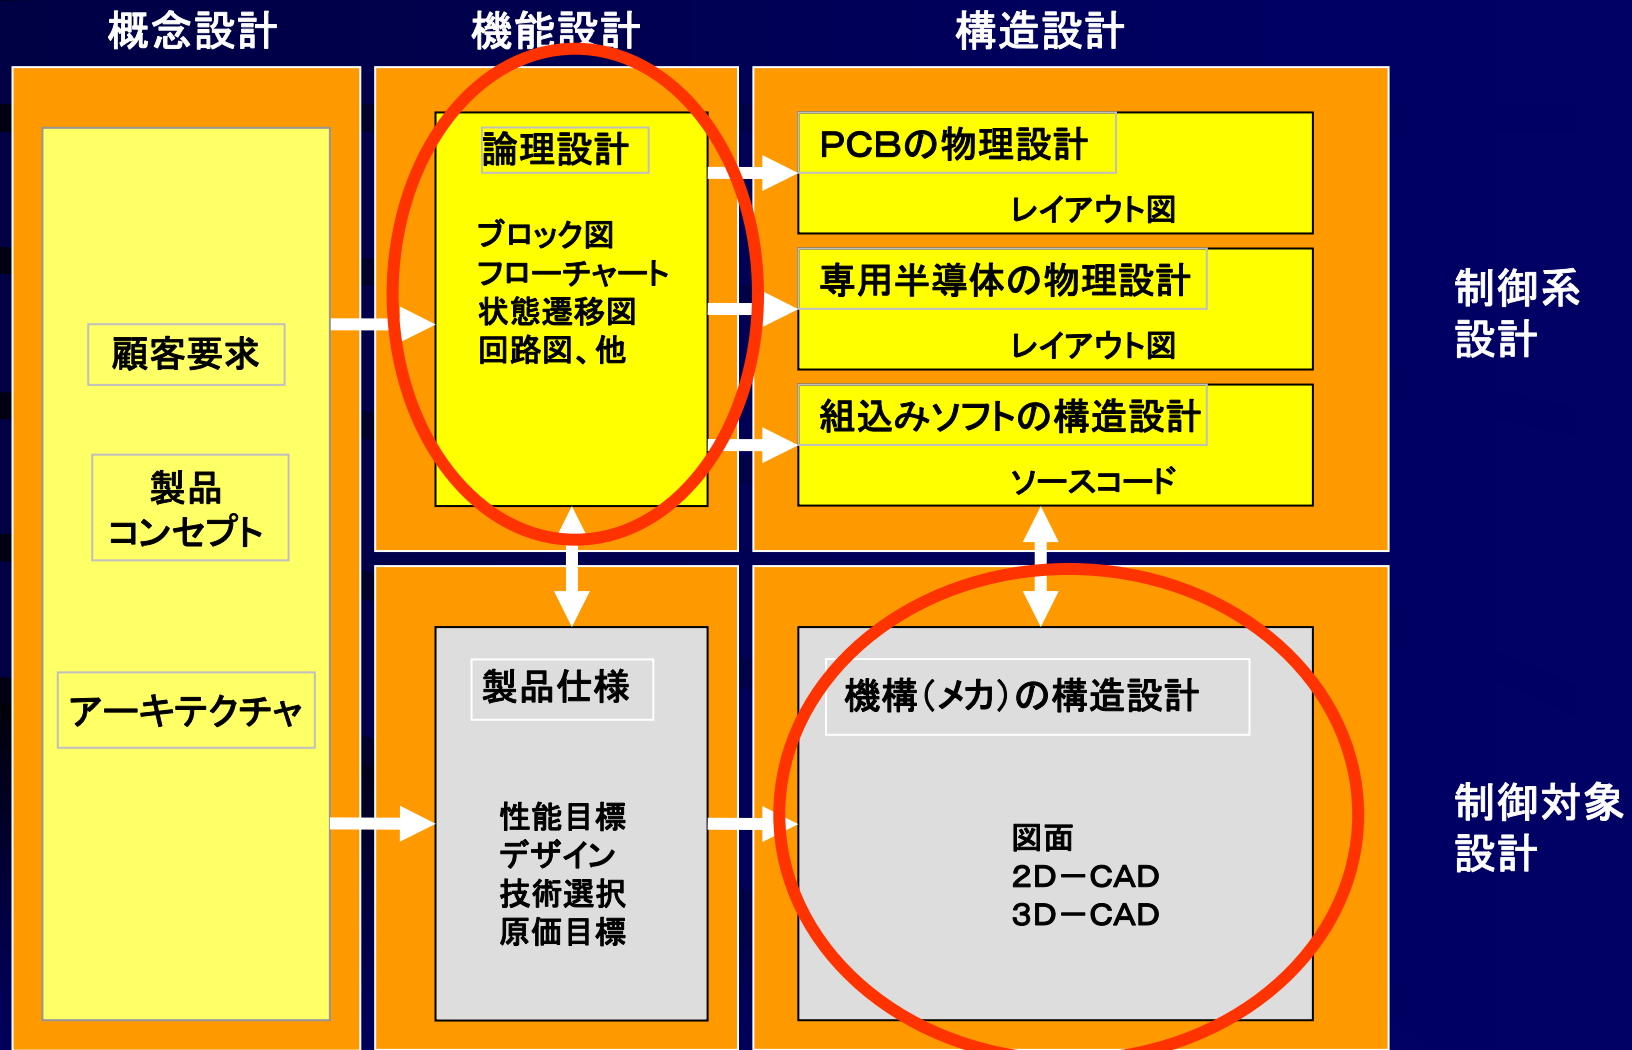 概念設計
機能設計
構造設計
顧客要求
製品
コンセプト
アーキテクチャ
論理設計
ブロック図
フローチャート
状態遷移図
回路図、他
PCBの物理設計
レイアウト図
専用半導体の物理設計
レイアウト図
組込みソフトの構造設計
ソースコード
制御系
設計
製品仕様
性能目標
デザイン
技術選択
原価目標
機構(メカ)の構造設計
図面
2D-CAD
3D-CAD
制御対象
設計